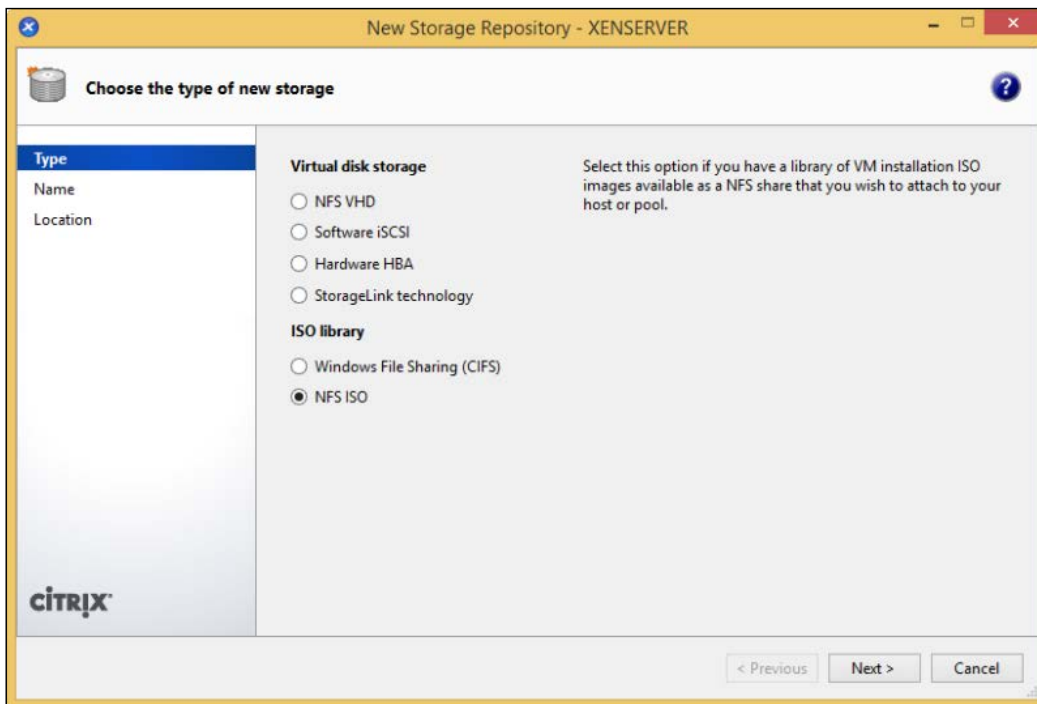 New Storage Repository - XENSERVER
Choose the type of new storage
?
Type
Name
Location
Virtual disk storage
NFS VHD
Software iSCSI
Hardware HBA
StorageLink technology
ISO library
Windows File Sharing (CIFS)
NFS ISO
Select this option if you have a library of VM installation ISO
images available as a NFS share that you wish to attach to your
host or pool.
CİTRIX
< Previous
Next >
Cancel